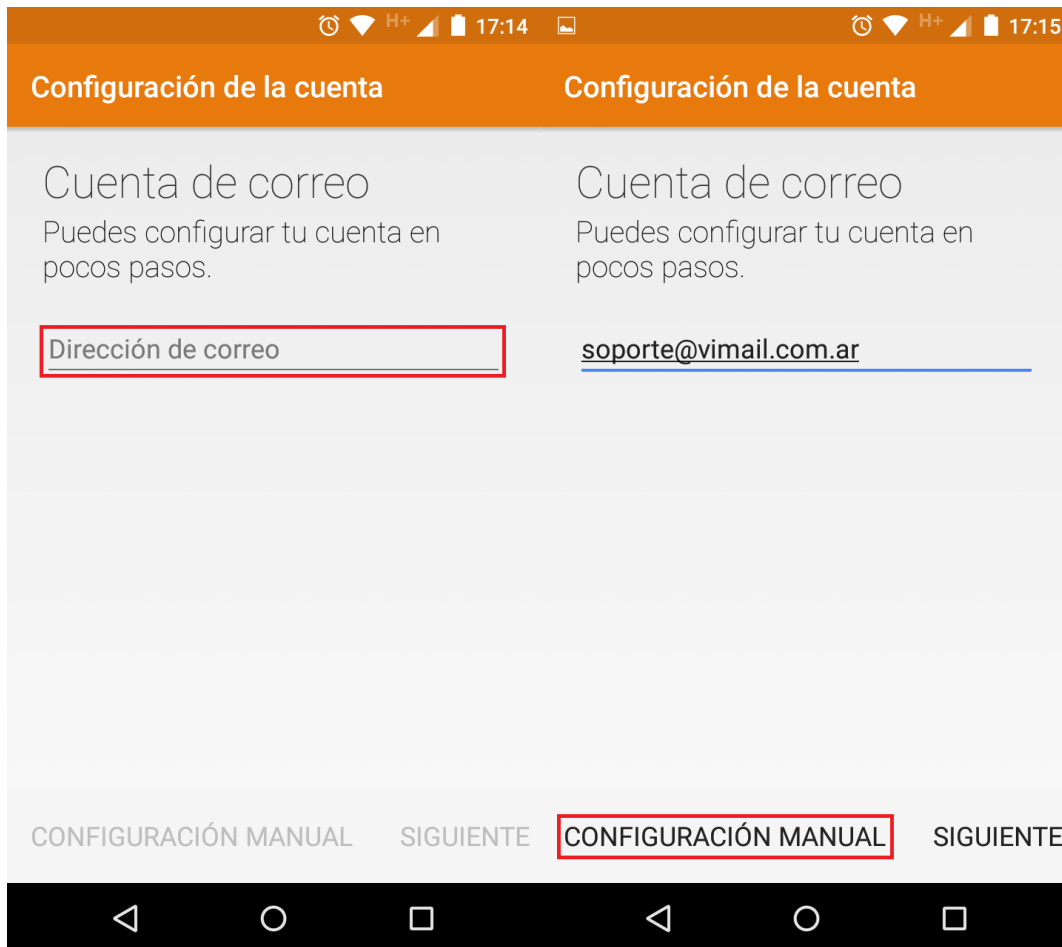 H+ 17:14
Configuración de la cuenta
Cuenta de correo
Puedes configurar tu cuenta en
pocos pasos.
Dirección de correo
CONFIGURACIÓN MANUAL SIGUIENTE
H+ 17:15
Configuración de la cuenta
Cuenta de correo
Puedes configurar tu cuenta en
pocos pasos.
soporte@vimail.com.ar
CONFIGURACIÓN MANUAL SIGUIENTE